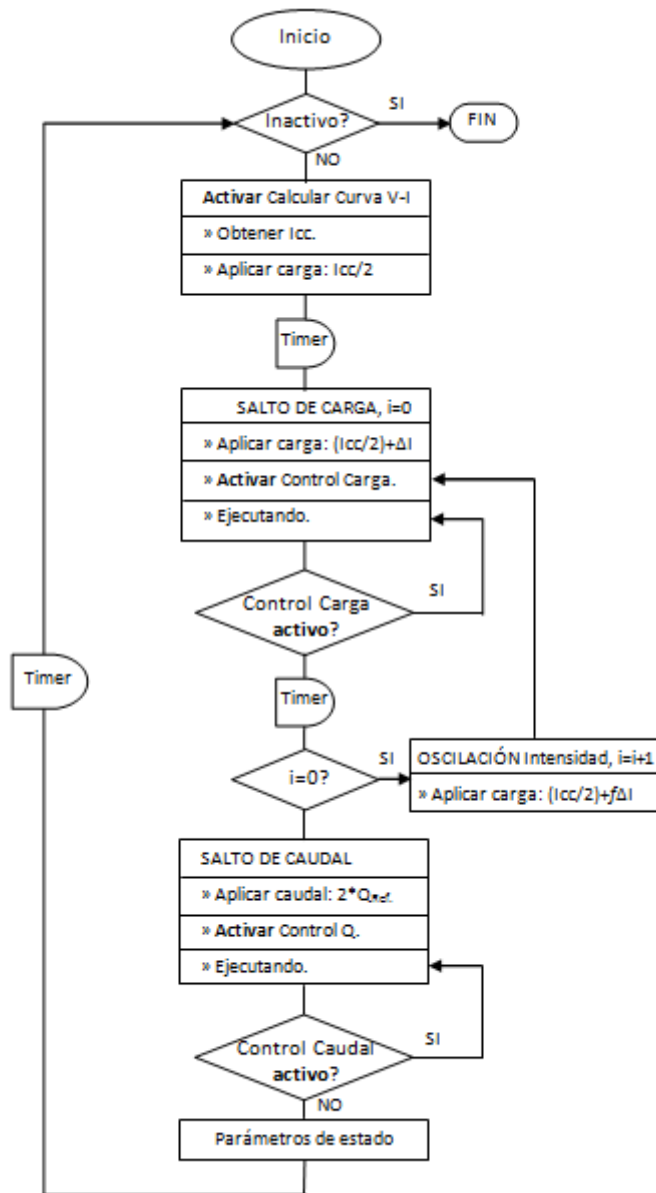 Inicio
Inactivo?
SI
FIN
NO
Activar Calcular Curva V-I
» Obtener Icc.
» Aplicar carga: Icc/2
Timer
SALTO DE CARGA, i=0
» Aplicar carga: (Icc/2)+ΔI
» Activar Control Carga.
» Ejecutando.
Control Carga
activo?
SI
Timer
Timer
i=0?
SI
OSCILACIÓN Intensidad, i=i+1
» Aplicar carga: (Icc/2)+fΔI
SALTO DE CAUDAL
» Aplicar caudal: 2*QRef.
» Activar Control Q.
» Ejecutando.
Control Caudal
activo?
SI
NO
Parámetros de estado